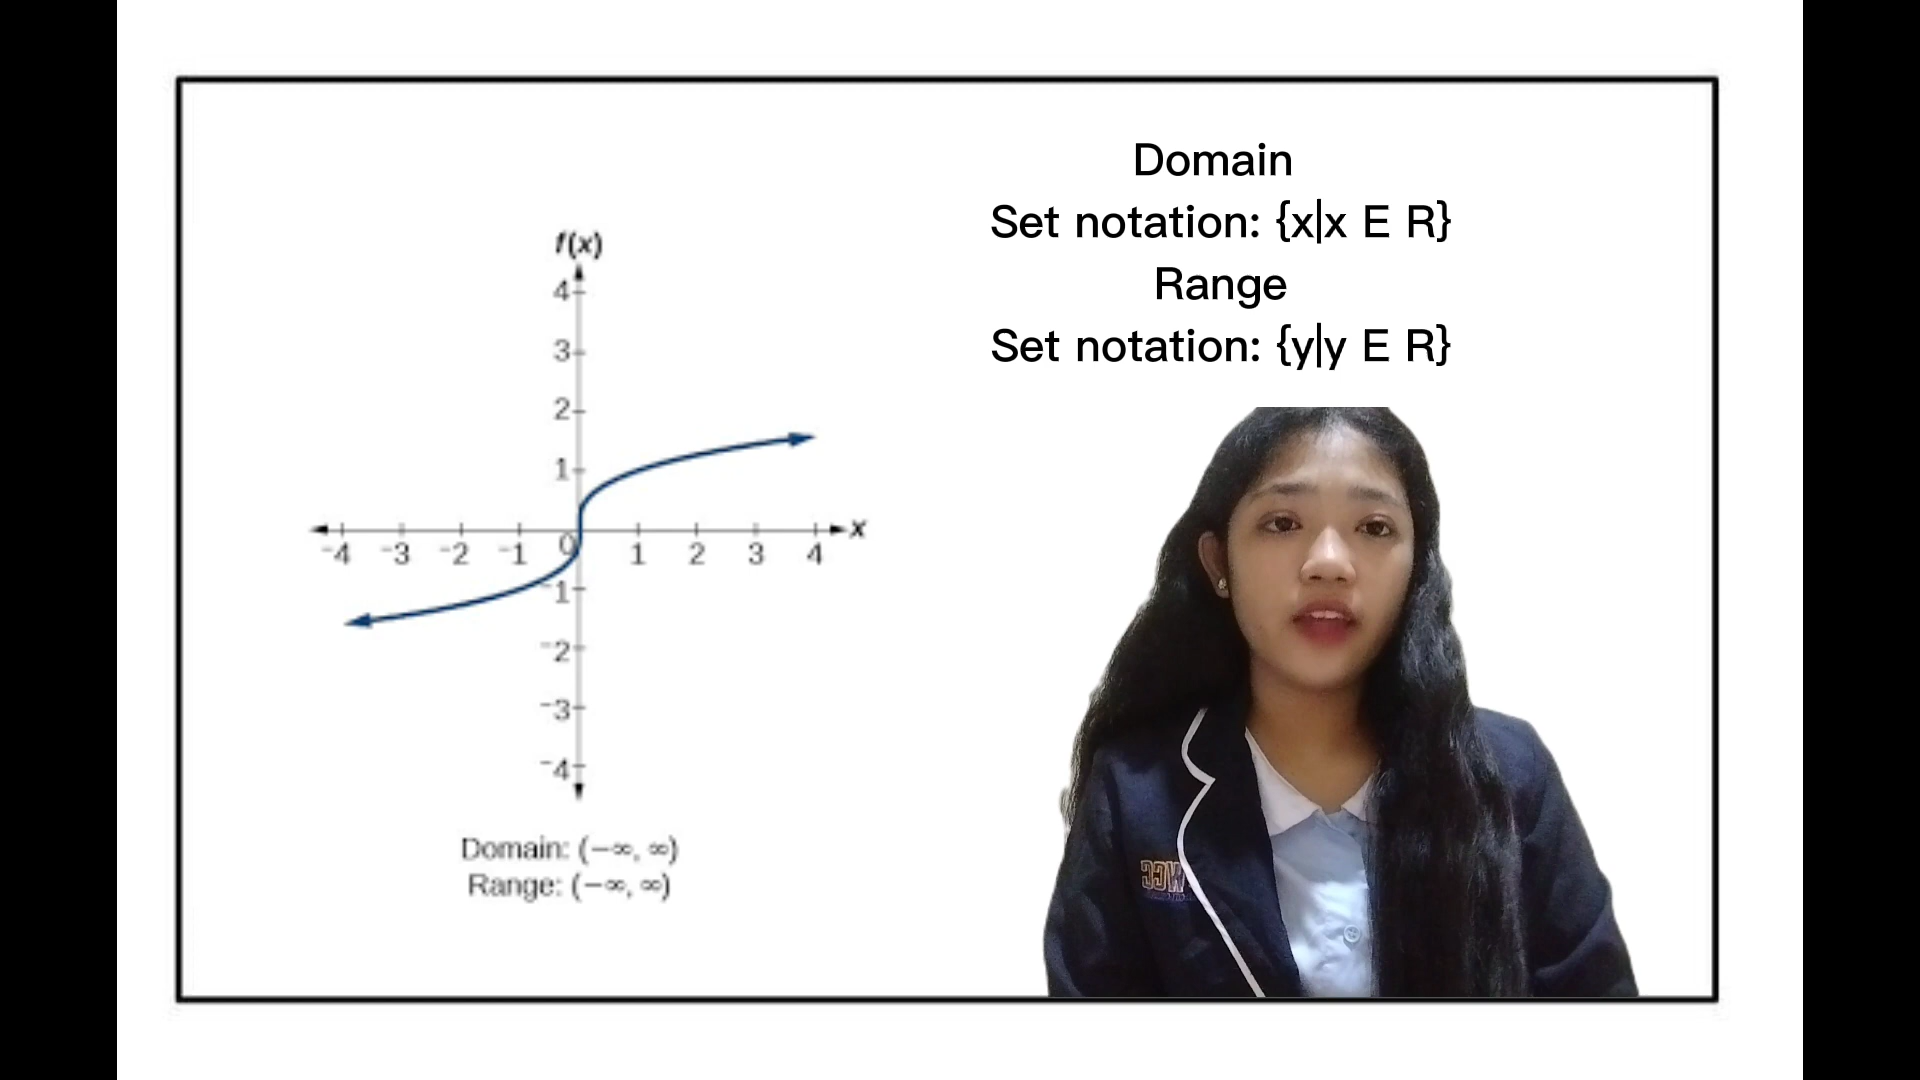 Domain
Set notation: {x|x E R}
Range
Set notation: {y|y E R}
f(x)
4
3
2
1
x
-4 -3 -2 -1 0 1 2 3 4
-1
-2
-3
-4
Domain: (−∞, ∞)
Range: (−∞, ∞)